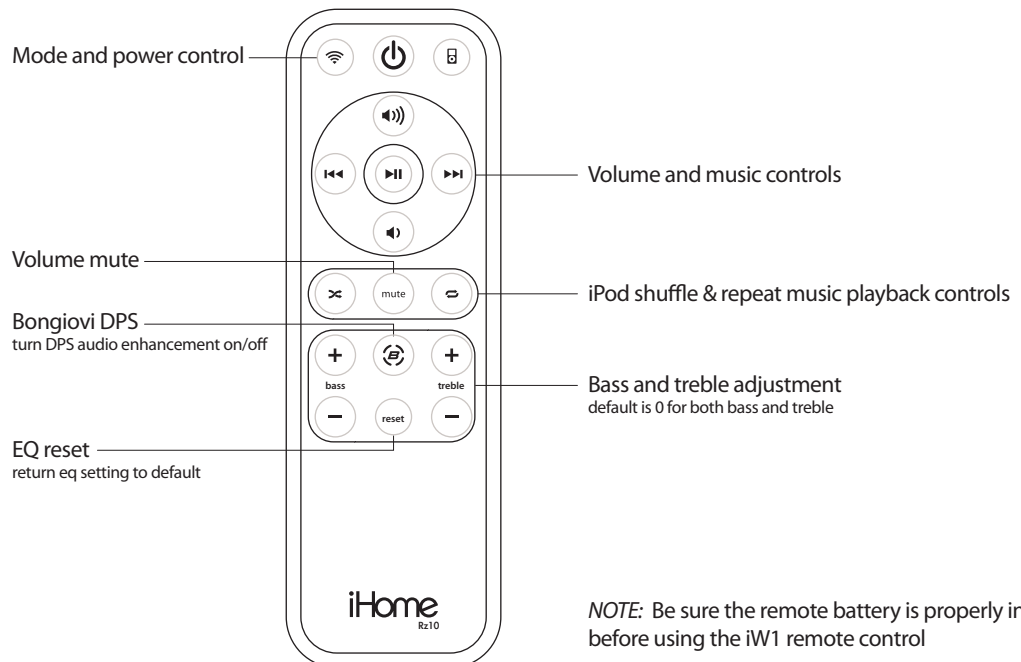 Mode and power control
Volume and music controls
Volume mute
mute
iPod shuffle & repeat music playback controls
Bongiovi DPS
turn DPS audio enhancement on/off
B
bass
treble
Bass and treble adjustment
default is 0 for both bass and treble
reset
EQ reset
return eq setting to default
iHome
Rz10
NOTE: Be sure the remote battery is properly
before using the iW1 remote control